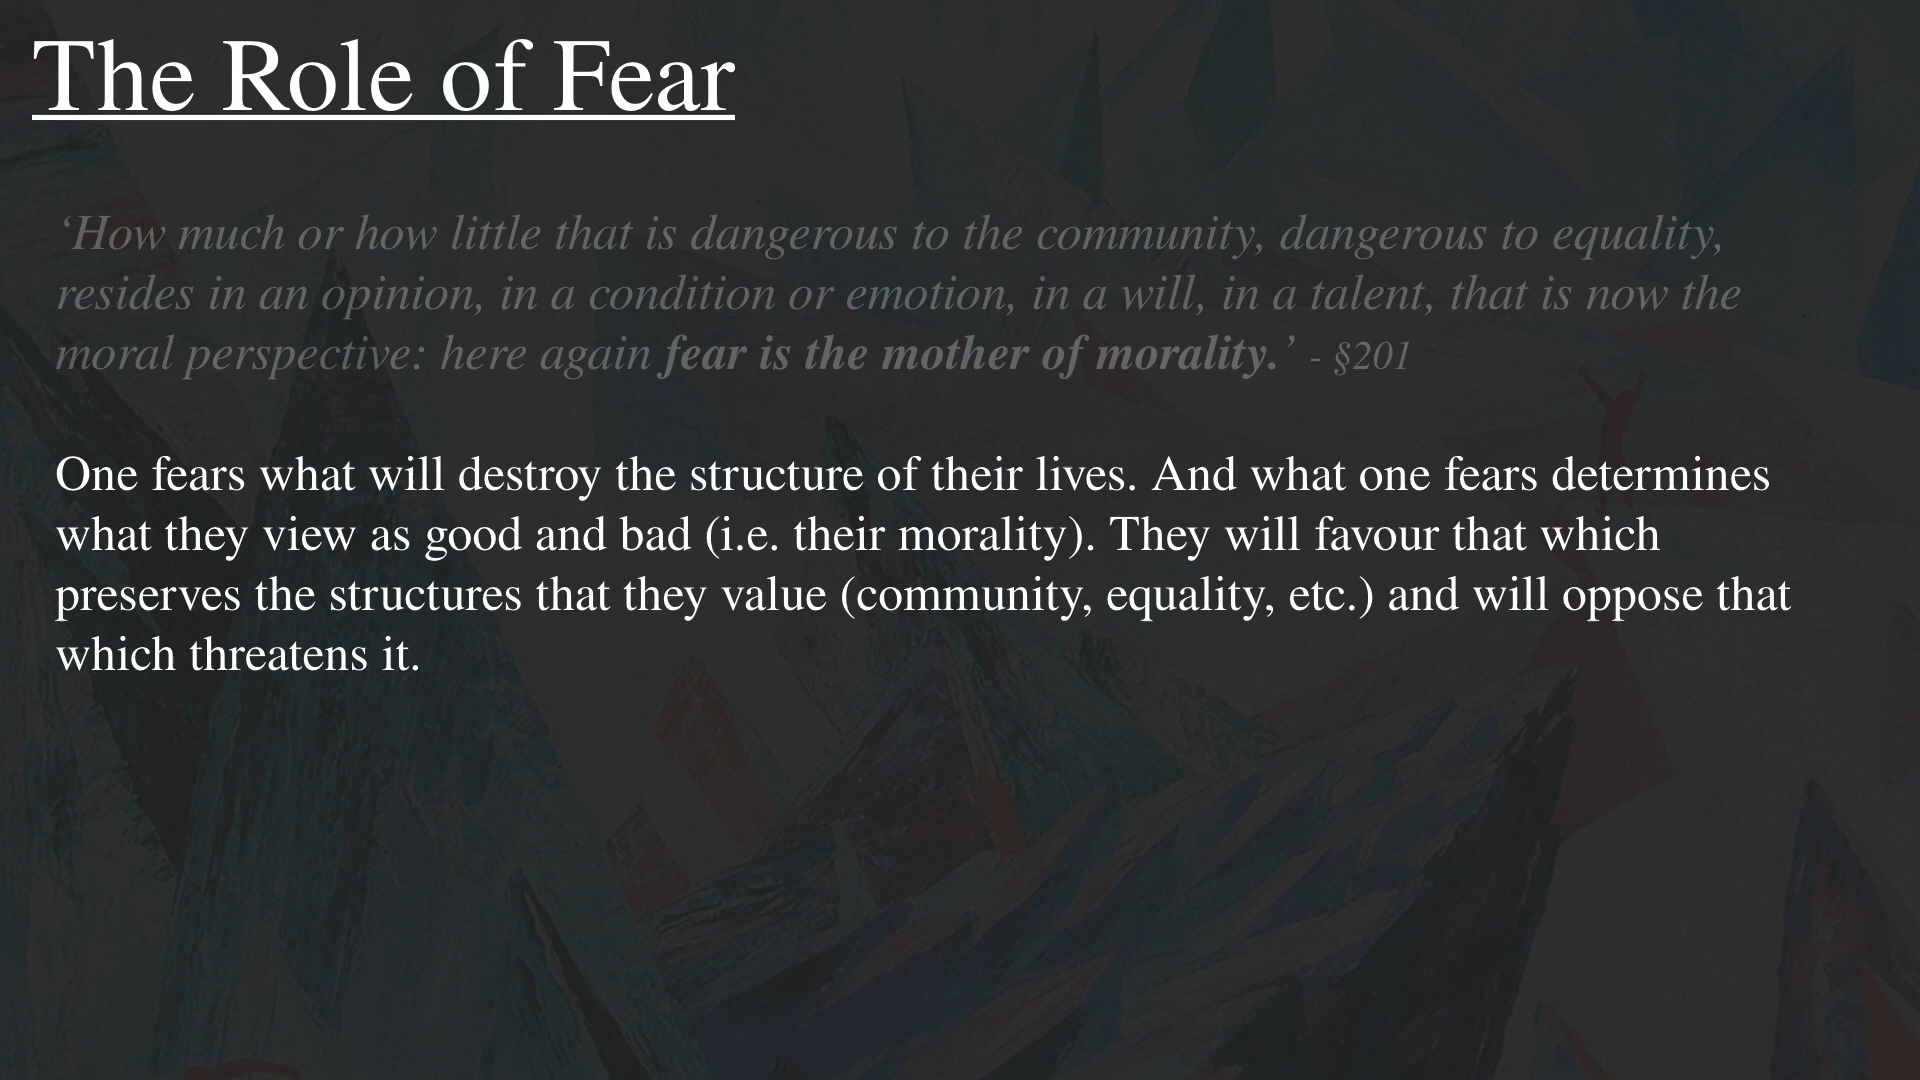 The Role of Fear
‘How much or how little that is dangerous to the community, dangerous to equality,
resides in an opinion, in a condition or emotion, in a will, in a talent, that is now the
moral perspective: here again fear is the mother of morality.’ - §201
One fears what will destroy the structure of their lives. And what one fears determines
what they view as good and bad (i.e. their morality). They will favour that which
preserves the structures that they value (community, equality, etc.) and will oppose that
which threatens it.